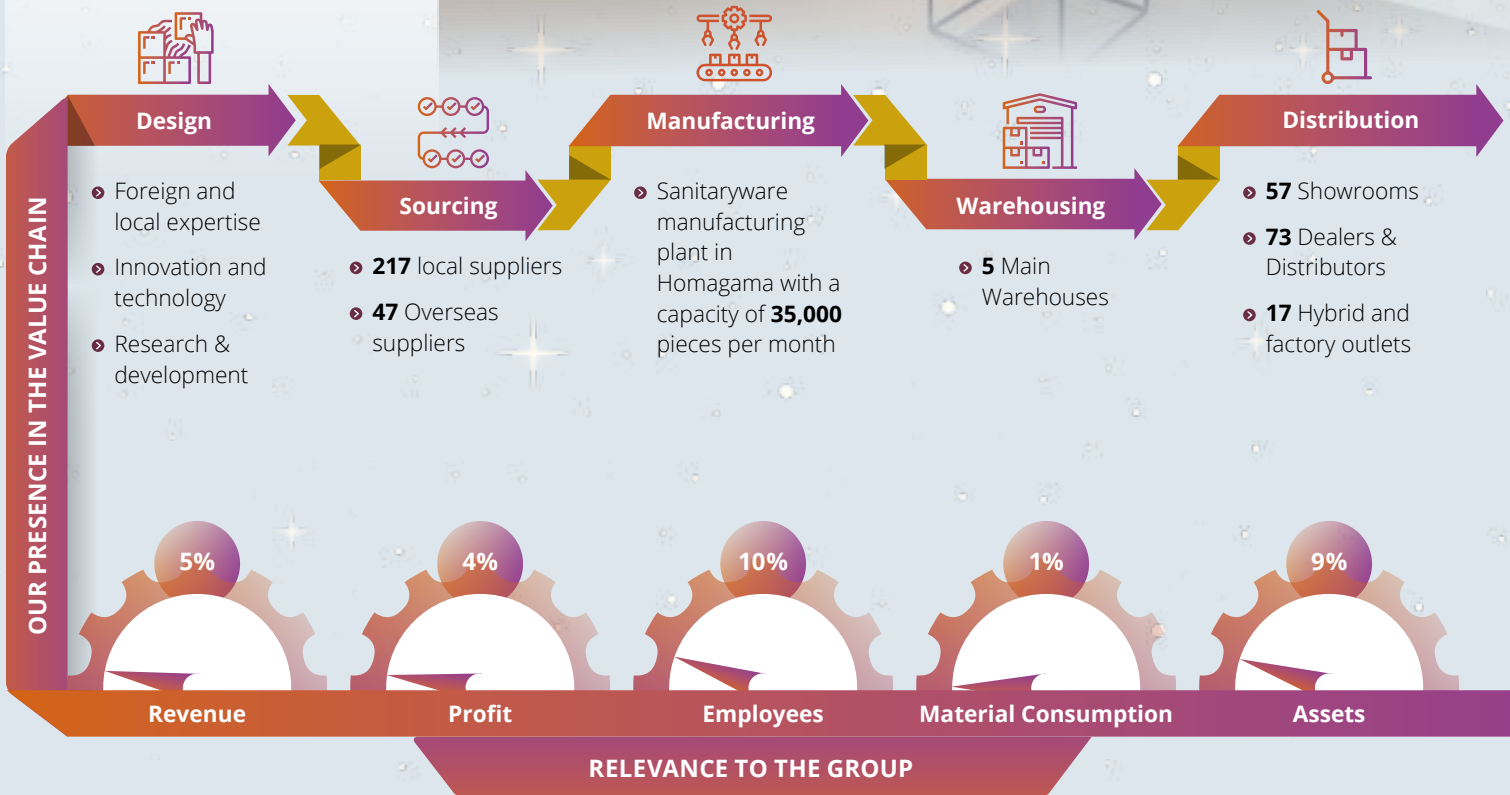 OUR PRESENCE IN THE VALUE CHAIN
Design
Foreign and
local expertise
Innovation and
technology
Research &
development
Sourcing
217 local suppliers
47 Overseas
suppliers
Manufacturing
Sanitaryware
manufacturing
plant in
Homagama with a
capacity of 35,000
pieces per month
Warehousing
5 Main
Warehouses
Distribution
57 Showrooms
73 Dealers &
Distributors
17 Hybrid and
factory outlets
5%
Revenue
4%
Profit
10%
Employees
1%
Material Consumption
9%
Assets
RELEVANCE TO THE GROUP